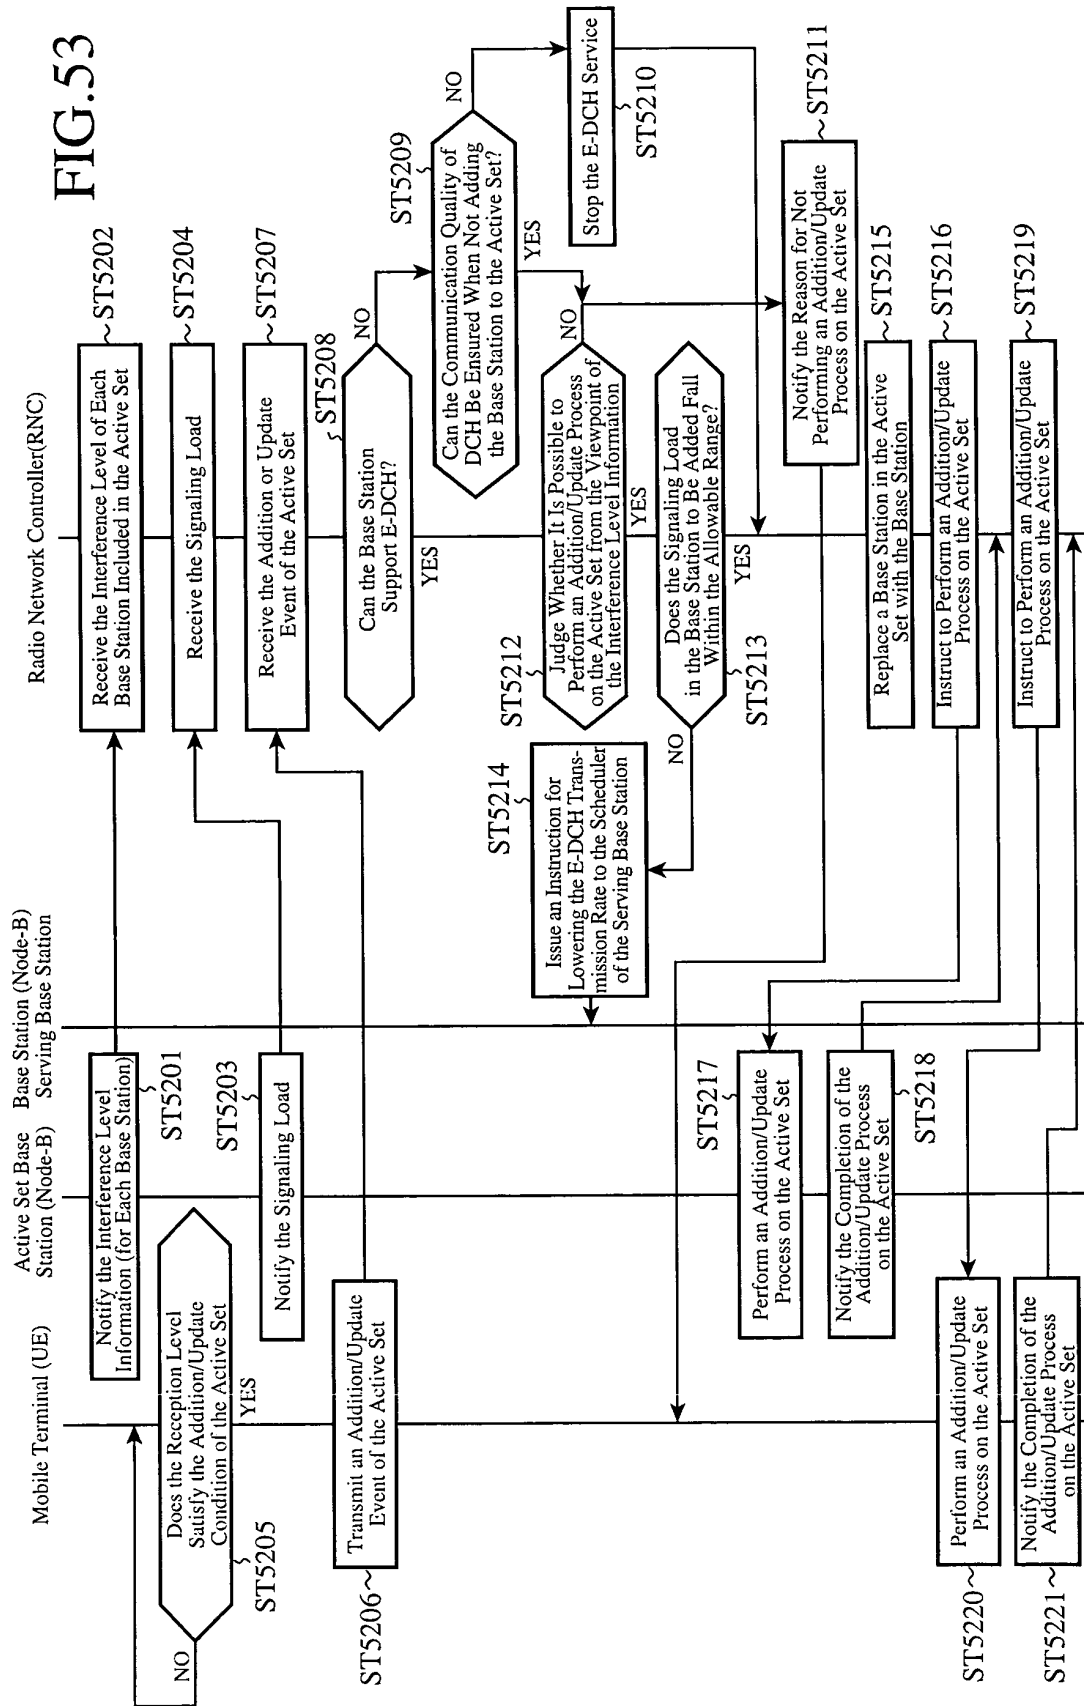 FIG.53
Mobile Terminal (UE)
Active Set Base
Station (Node-B)
Base Station (Node-B)
Serving Base Station
Radio Network Controller(RNC)
Notify the Interference Level
Information (for Each Base Station)
ST5201
Receive the Interference Level of Each
Base Station Included in the Active Set
ST5202
Notify the Signaling Load
ST5203
Receive the Signaling Load
ST5204
Does the Reception Level
Satisfy the Addition/Update
Condition of the Active Set
ST5205
NO
YES
Transmit an Addition/Update
Event of the Active Set
ST5206
Receive the Addition or Update
Event of the Active Set
ST5207
Can the Base Station
Support E-DCH?
ST5208
NO
YES
Can the Communication Quality of
DCH Be Ensured When Not Adding
the Base Station to the Active Set?
ST5209
NO
YES
Stop the E-DCH Service
ST5210
Judge Whether It Is Possible to
Perform an Addition/Update Process
on the Active Set from the Viewpoint of
the Interference Level Information
ST5212
NO
YES
Notify the Reason for Not
Performing an Addition/Update
Process on the Active Set
ST5211
Does the Signaling Load
in the Base Station to Be Added Fall
Within the Allowable Range?
ST5213
NO
YES
Issue an Instruction for
Lowering the E-DCH Trans-
mission Rate to the Scheduler
of the Serving Base Station
ST5214
Replace a Base Station in the Active
Set with the Base Station
ST5215
Instruct to Perform an Addition/Update
Process on the Active Set
ST5216
Perform an Addition/Update
Process on the Active Set
ST5217
Notify the Completion of the
Addition/Update Process
on the Active Set
ST5218
Instruct to Perform an Addition/Update
Process on the Active Set
ST5219
Perform an Addition/Update
Process on the Active Set
ST5220
Notify the Completion of the
Addition/Update Process
on the Active Set
ST5221